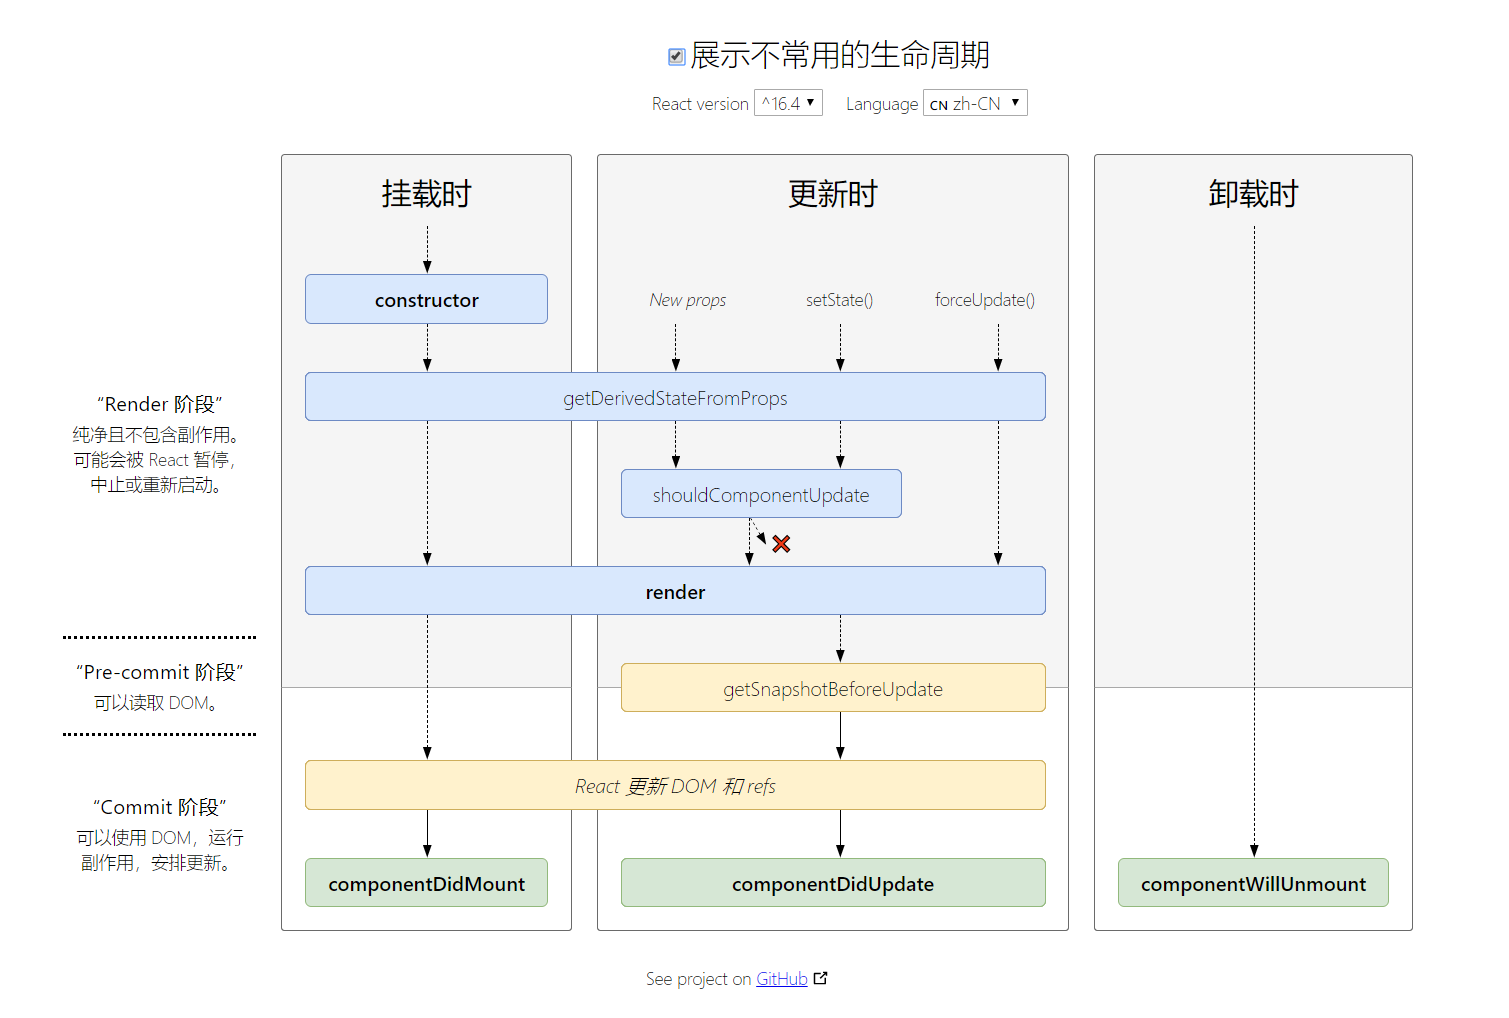 展示不常用的生命周期
React version ^16.4 Language CN zh-CN
挂载时
更新时
卸载时
constructor
New props
setState()
forceUpdate()
getDerivedStateFromProps
“Render 阶段”
纯净且不包含副作用。
可能会被 React 暂停，
中止或重新启动。
shouldComponentUpdate
render
“Pre-commit 阶段”
可以读取 DOM。
getSnapshotBeforeUpdate
React 更新 DOM 和 refs
“Commit 阶段”
可以使用 DOM，运行
副作用，安排更新。
componentDidMount
componentDidUpdate
componentWillUnmount
See project on GitHub